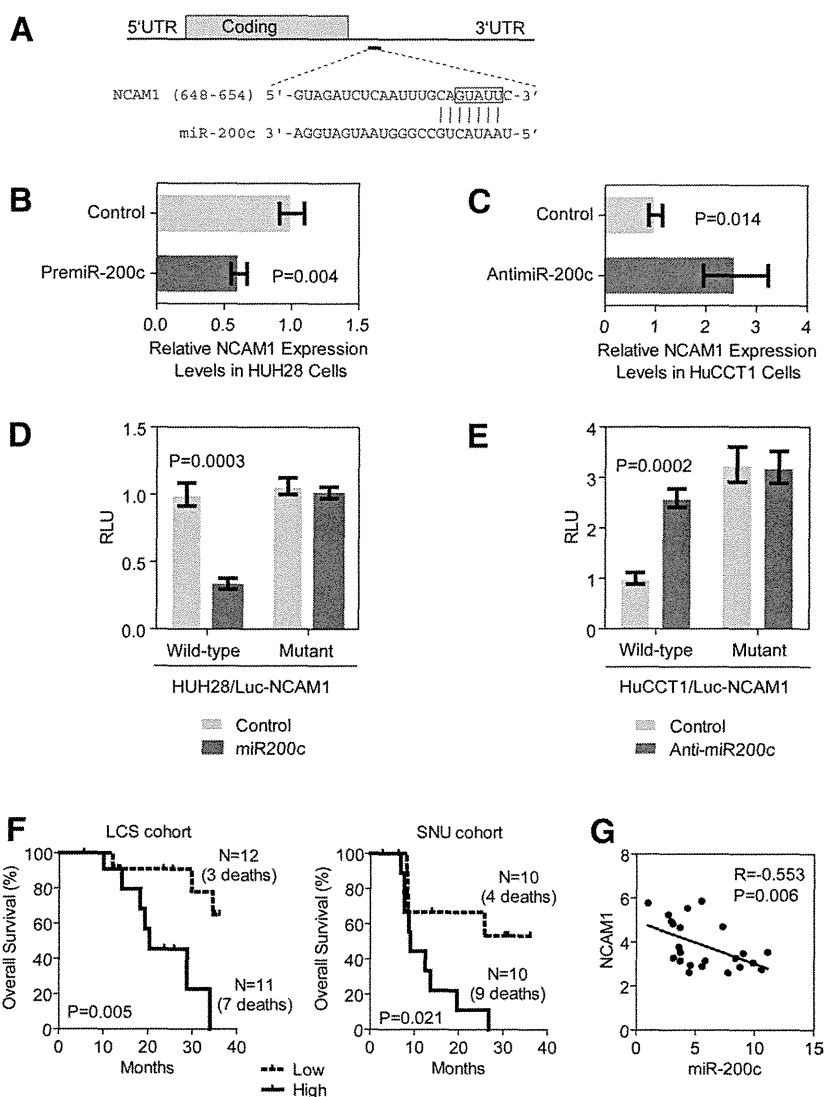 A
5'UTR Coding 3'UTR
NCAM1 (648-654) 5'-GUAGAUCUCAAUUUGCAGUAUUC-3'
miR-200c 3'-AGGUAGUAAUGGGCCGUCAUAAU-5'
B
Control
PremiR-200c
P=0.004
0.0 0.5 1.0 1.5
Relative NCAM1 Expression
Levels in HUH28 Cells
C
Control
P=0.014
AntimiR-200c
0 1 2 3 4
Relative NCAM1 Expression
Levels in HuCCT1 Cells
D
1.5
P=0.0003
1.0
RLU
0.5
0.0
Wild-type Mutant
HUH28/Luc-NCAM1
Control
miR200c
E
4
P=0.0002
3
RLU
2
1
0
Wild-type Mutant
HuCCT1/Luc-NCAM1
Control
Anti-miR200c
F
LCS cohort
Overall Survival (%)
100
80
60
40
20
0
N=12
(3 deaths)
N=11
(7 deaths)
P=0.005
0 10 20 30 40
Months
SNU cohort
Overall Survival (%)
100
80
60
40
20
0
N=10
(4 deaths)
N=10
(9 deaths)
P=0.021
0 10 20 30 40
Months
Low
High
G
NCAM1
8
6
4
2
0
R=-0.553
P=0.006
0 5 10 15
miR-200c